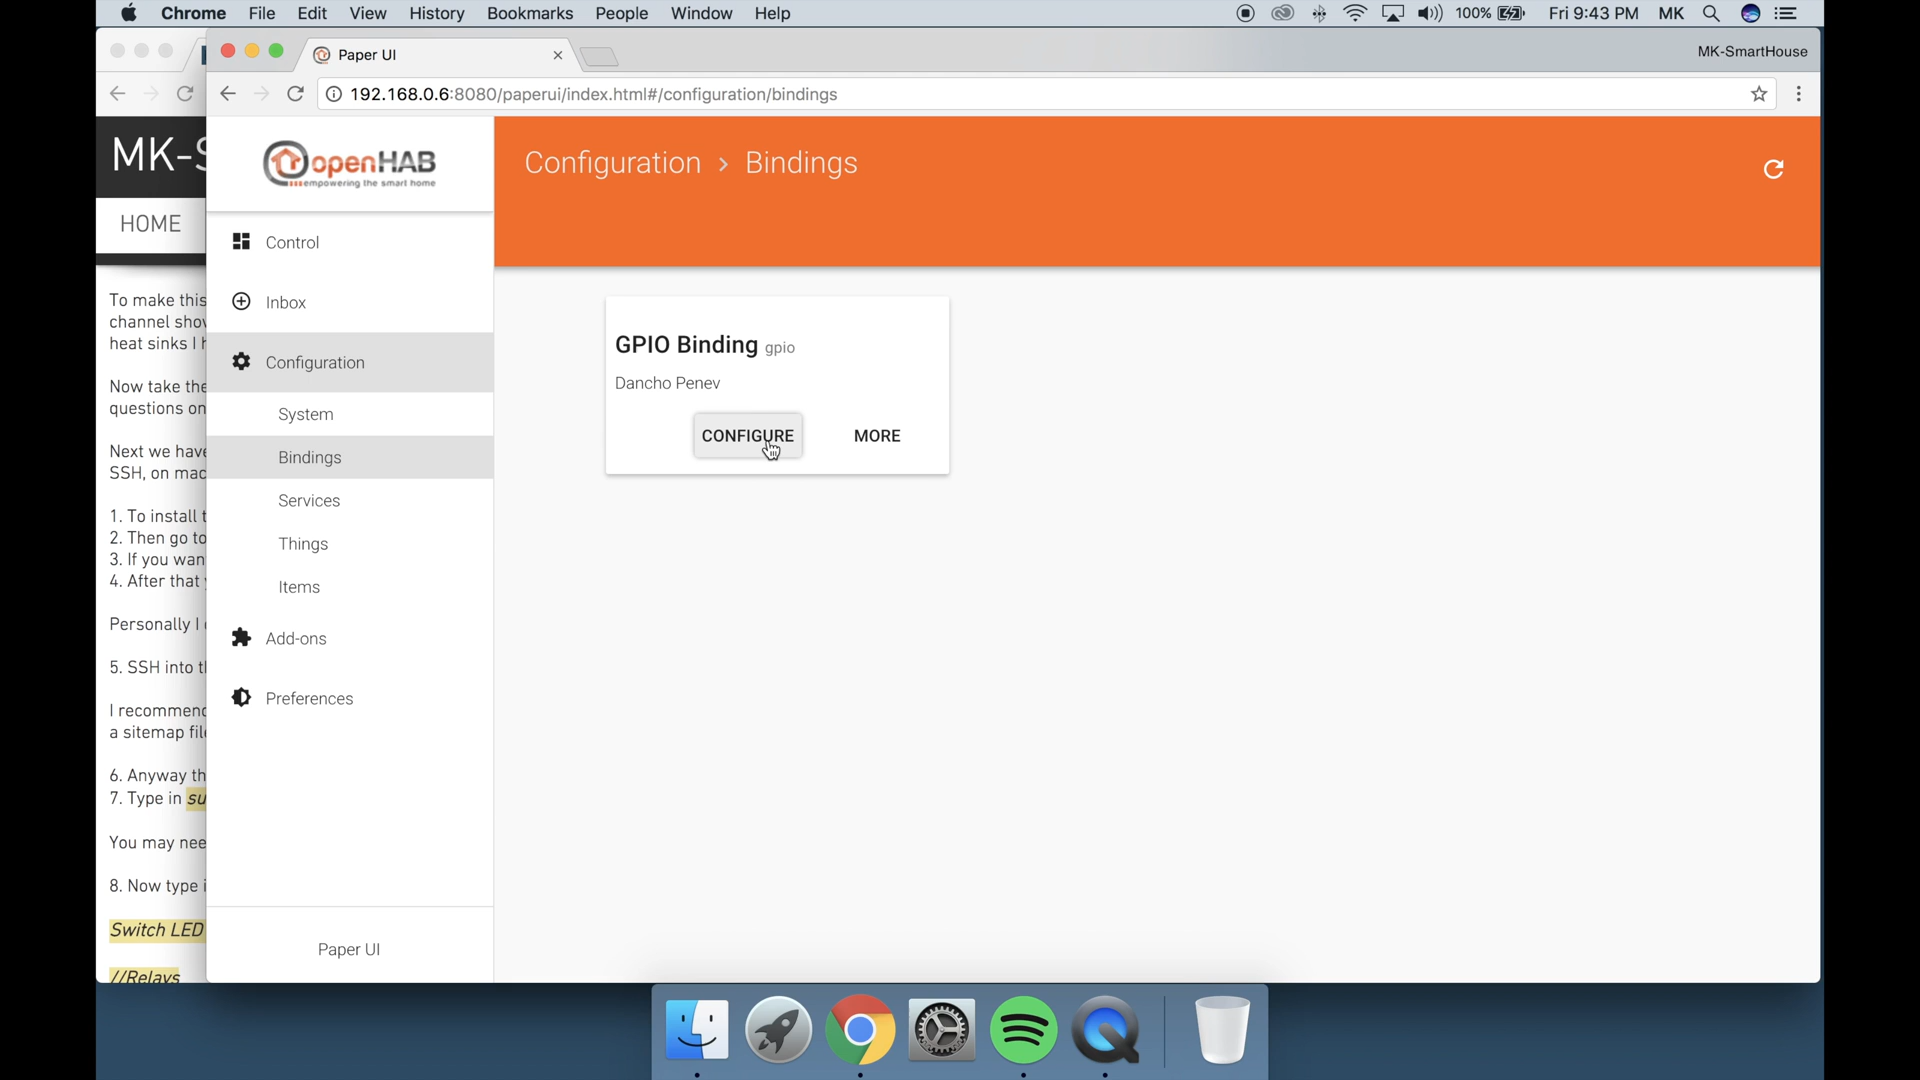 Chrome File Edit View History Bookmarks People Window Help
100% Fri 9:43 PM MK
Paper UI
MK-SmartHouse
192.168.0.6:8080/paperui/index.html#/configuration/bindings
MK-S
HOME
To make this
channel show
heat sinks I h
Now take the
questions on
Next we have
SSH, on mac
1. To install t
2. Then go to
3. If you wan
4. After that y
Personally I
5. SSH into th
I recommend
a sitemap file
6. Anyway th
7. Type in su
You may nee
8. Now type i
Switch LED
//Relays
openHAB
empowering the smart home
Control
Inbox
Configuration
System
Bindings
Services
Things
Items
Add-ons
Preferences
Paper UI
Configuration > Bindings
GPIO Binding gpio
Dancho Penev
CONFIGURE MORE